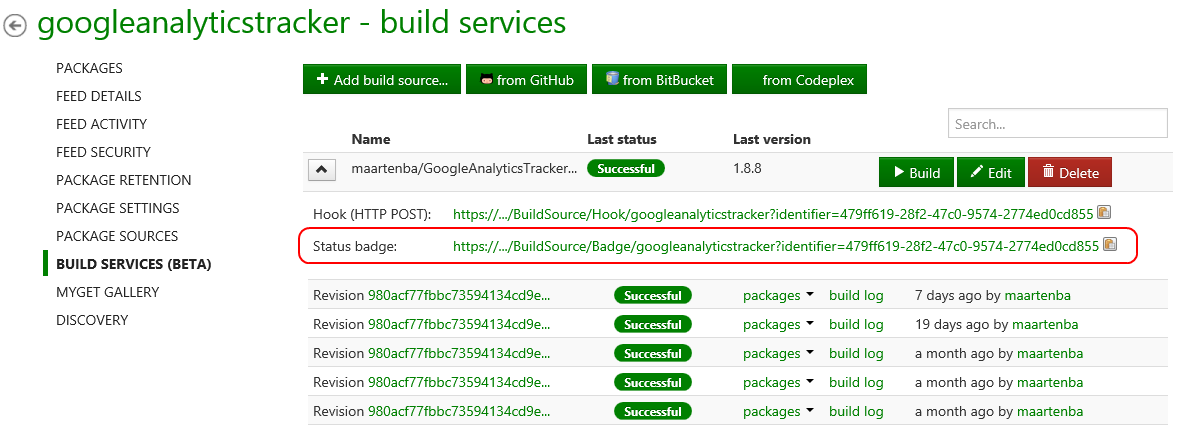 googleanalyticstracker - build services
PACKAGES
FEED DETAILS
FEED ACTIVITY
FEED SECURITY
PACKAGE RETENTION
PACKAGE SETTINGS
PACKAGE SOURCES
BUILD SERVICES (BETA)
MYGET GALLERY
DISCOVERY
Add build source... from GitHub from BitBucket from Codeplex
Search...
Name Last status Last version
maartenba/GoogleAnalyticsTracker... Successful 1.8.8 Build Edit Delete
Hook (HTTP POST): https://.../BuildSource/Hook/googleanalyticstracker?identifier=479ff619-28f2-47c0-9574-2774ed0cd855
Status badge: https://.../BuildSource/Badge/googleanalyticstracker?identifier=479ff619-28f2-47c0-9574-2774ed0cd855
Revision 980acf77fbbc73594134cd9e... Successful packages build log 7 days ago by maartenba
Revision 980acf77fbbc73594134cd9e... Successful packages build log 19 days ago by maartenba
Revision 980acf77fbbc73594134cd9e... Successful packages build log a month ago by maartenba
Revision 980acf77fbbc73594134cd9e... Successful packages build log a month ago by maartenba
Revision 980acf77fbbc73594134cd9e... Successful packages build log a month ago by maartenba